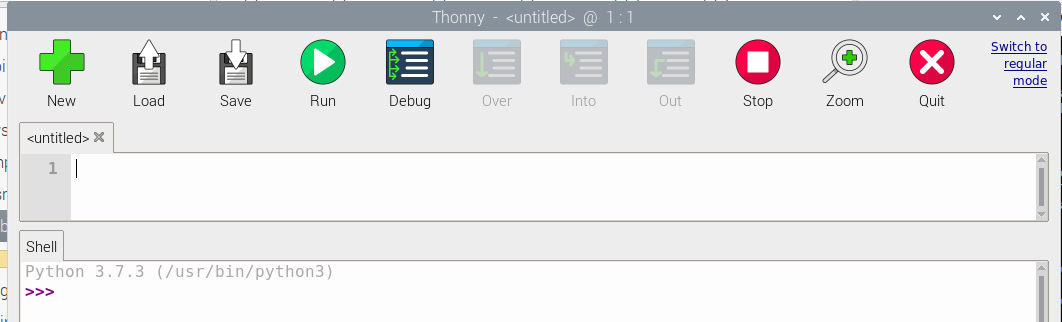 Thonny - <untitled> @ 1 : 1
New Load Save Run Debug Over Into Out Stop Zoom Quit
Switch to
regular
mode
<untitled>
1
Shell
Python 3.7.3 (/usr/bin/python3)
>>>